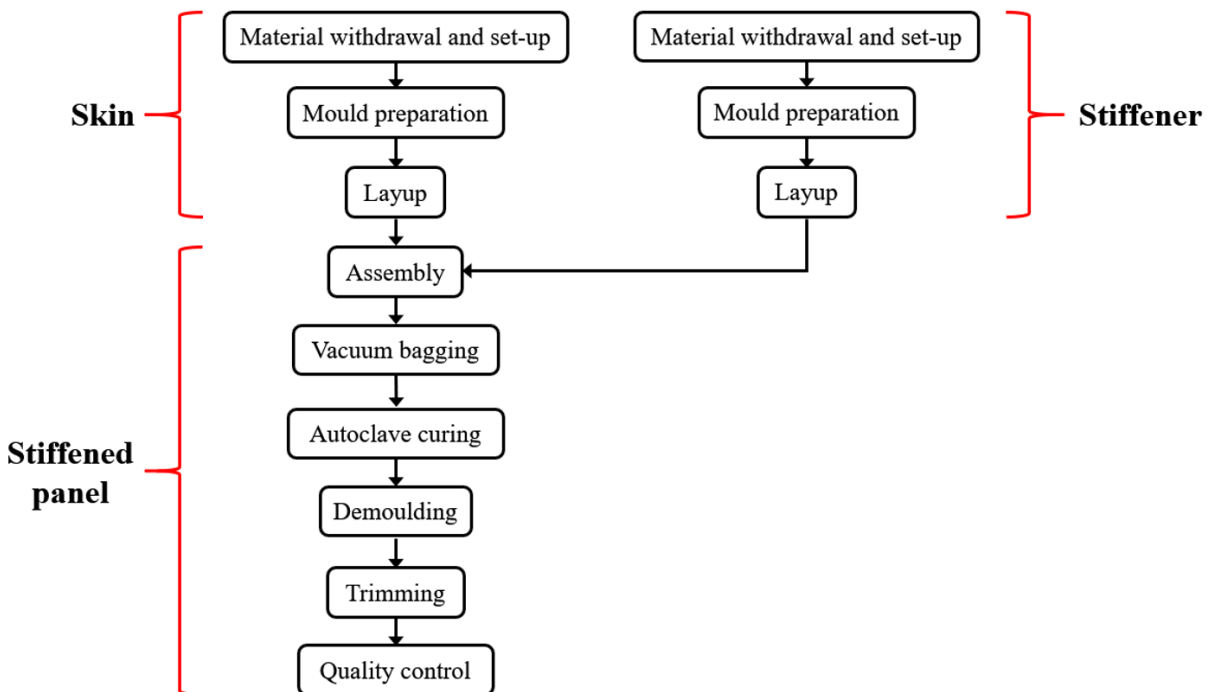 Material withdrawal and set-up
Material withdrawal and set-up
Skin
Mould preparation
Mould preparation
Stiffener
Layup
Layup
Assembly
Vacuum bagging
Autoclave curing
Stiffened
panel
Demoulding
Trimming
Quality control